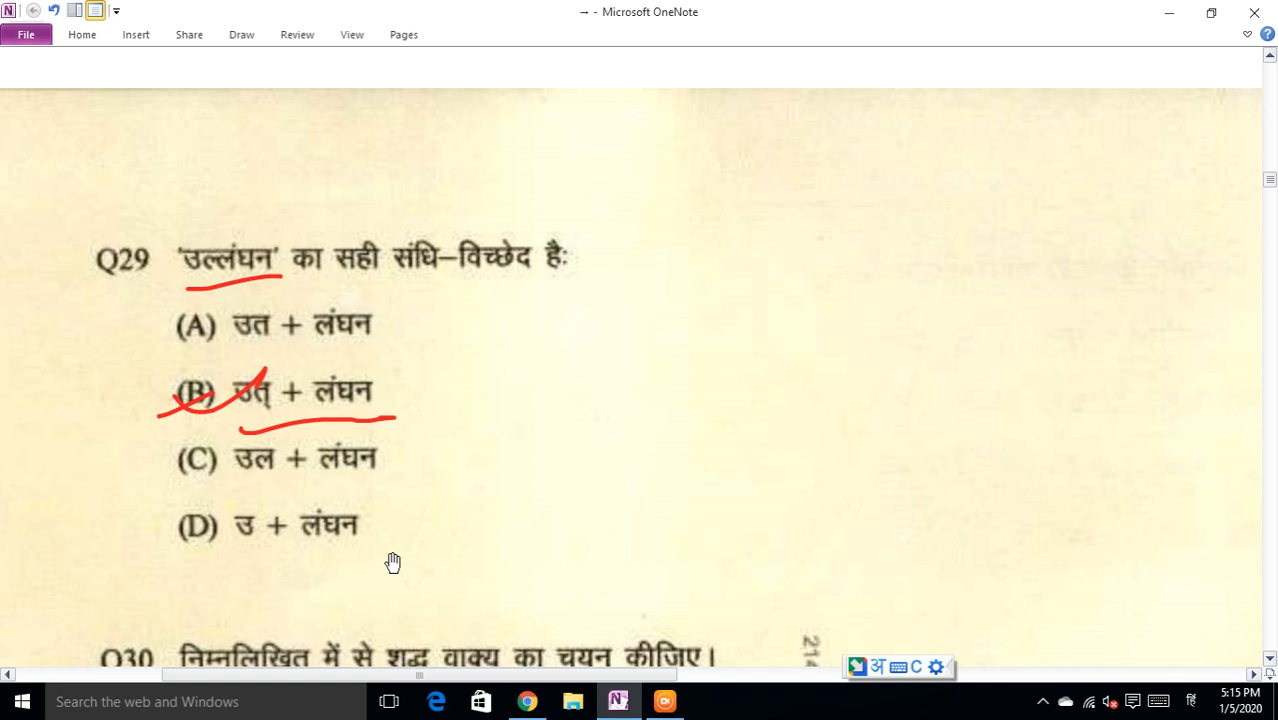 → - Microsoft OneNote
File Home Insert Share Draw Review View Pages
Q29 'उल्लंघन' का सही संधि–विच्छेद है:
(A) उत + लंघन
(B) उत् + लंघन
(C) उल + लंघन
(D) उ + लंघन
Q30 निम्नलिखित में से शुद्ध वाक्य का चयन कीजिए।
214
अ
Search the web and Windows
हि
5:15 PM
1/5/2020